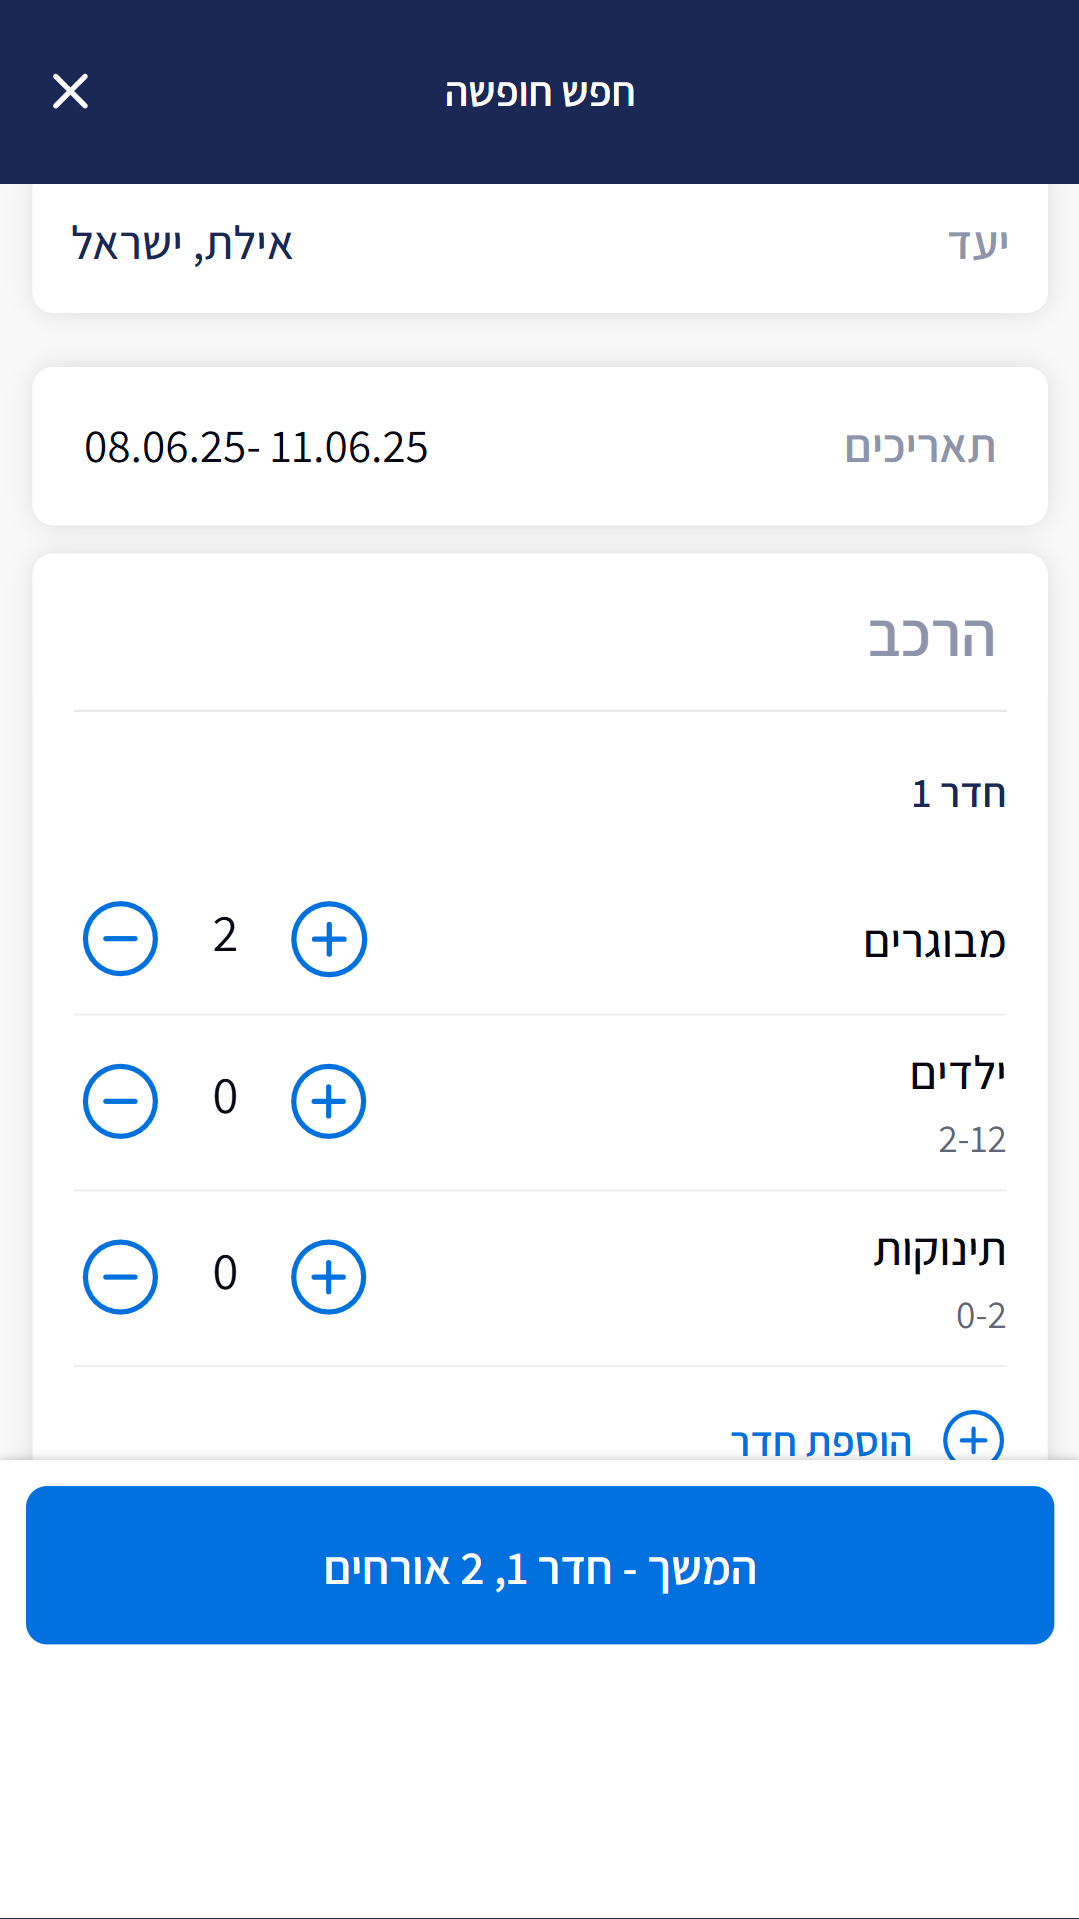 חפש חופשה
יעד אילת, ישראל
תאריכים 08.06.25- 11.06.25
הרכב
חדר 1
מבוגרים 2
ילדים 0
2-12
תינוקות 0
0-2
הוספת חדר
המשך - חדר 1, 2 אורחים